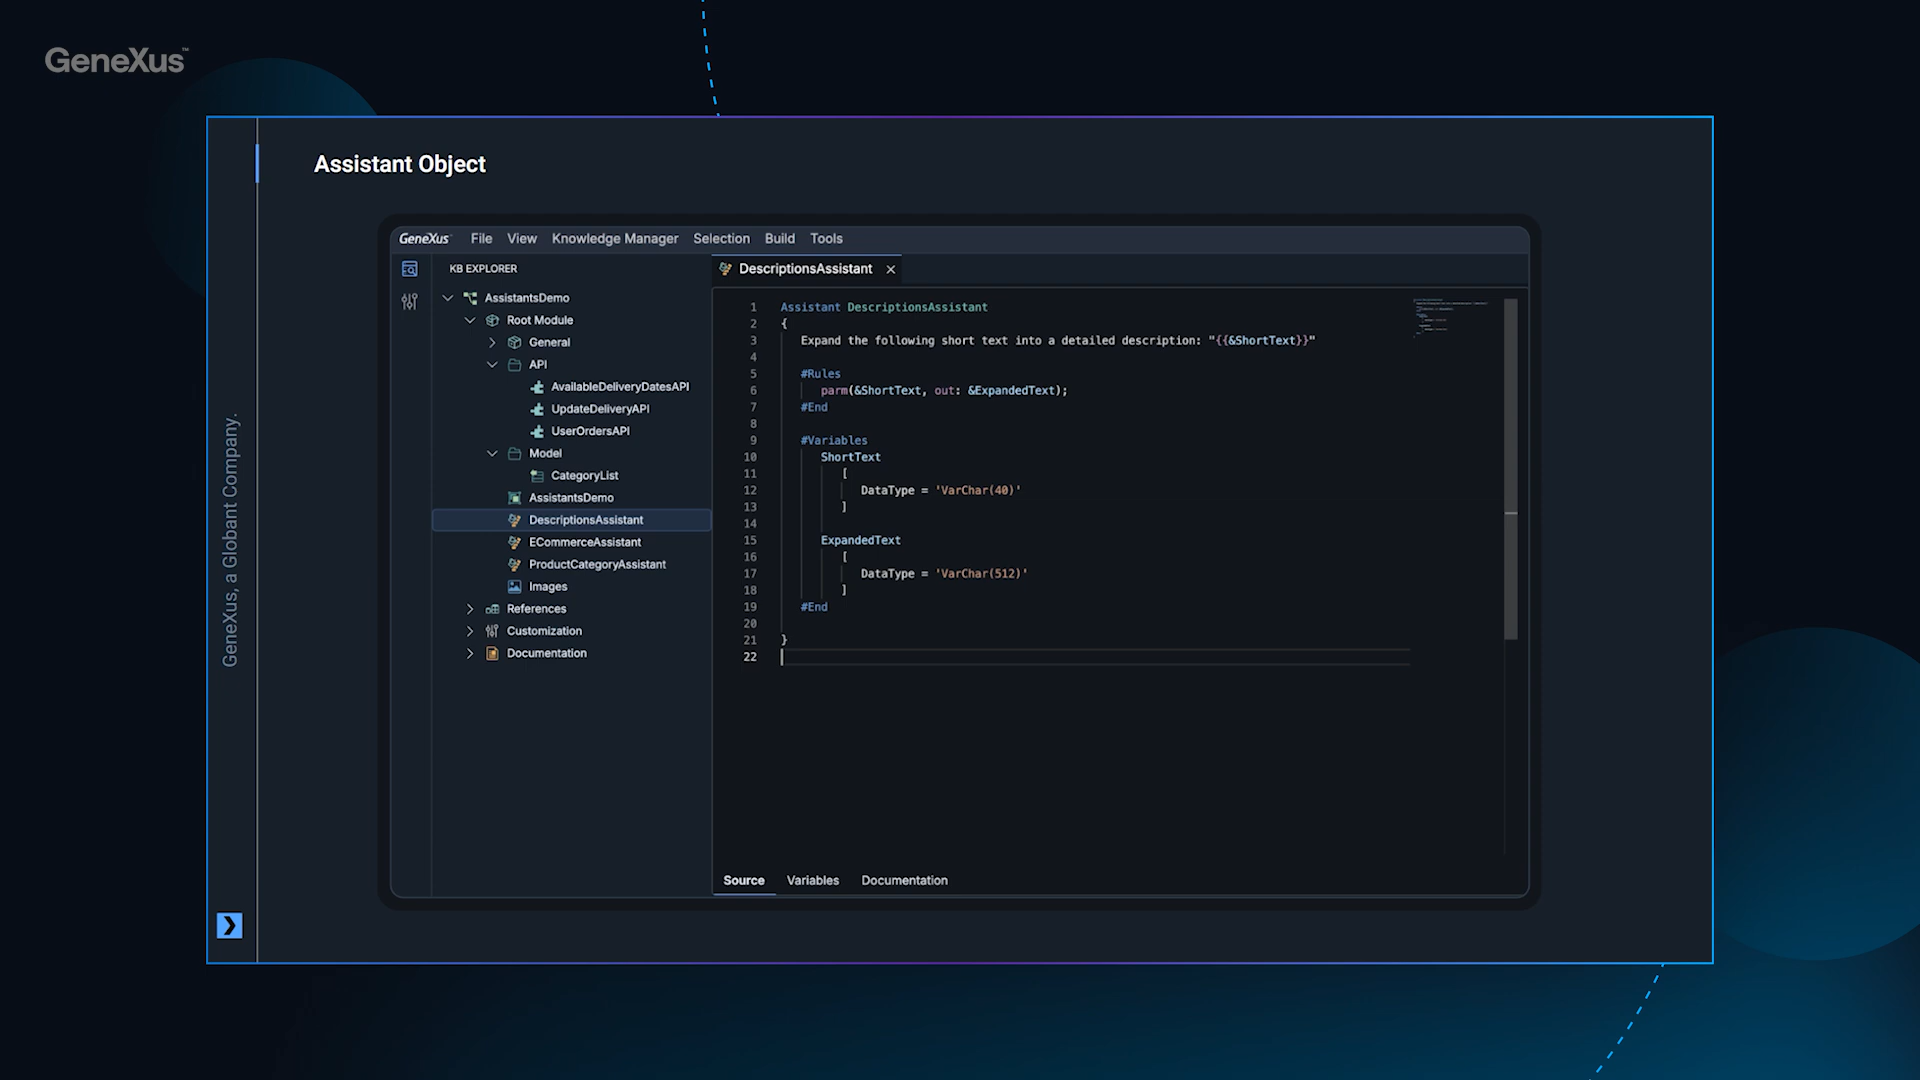 GeneXus™
Assistant Object
GeneXus, a Globant Company.
GeneXus File View Knowledge Manager Selection Build Tools
KB EXPLORER
AssistantsDemo
Root Module
General
API
AvailableDeliveryDatesAPI
UpdateDeliveryAPI
UserOrdersAPI
Model
CategoryList
AssistantsDemo
DescriptionsAssistant
ECommerceAssistant
ProductCategoryAssistant
Images
References
Customization
Documentation
DescriptionsAssistant
1 Assistant DescriptionsAssistant
2 {
3 Expand the following short text into a detailed description: "{{&ShortText}}"
4
5 #Rules
6 parm(&ShortText, out: &ExpandedText);
7 #End
8
9 #Variables
10 ShortText
11 [
12 DataType = 'VarChar(40)'
13 ]
14
15 ExpandedText
16 [
17 DataType = 'VarChar(512)'
18 ]
19 #End
20
21 }
22
Source Variables Documentation